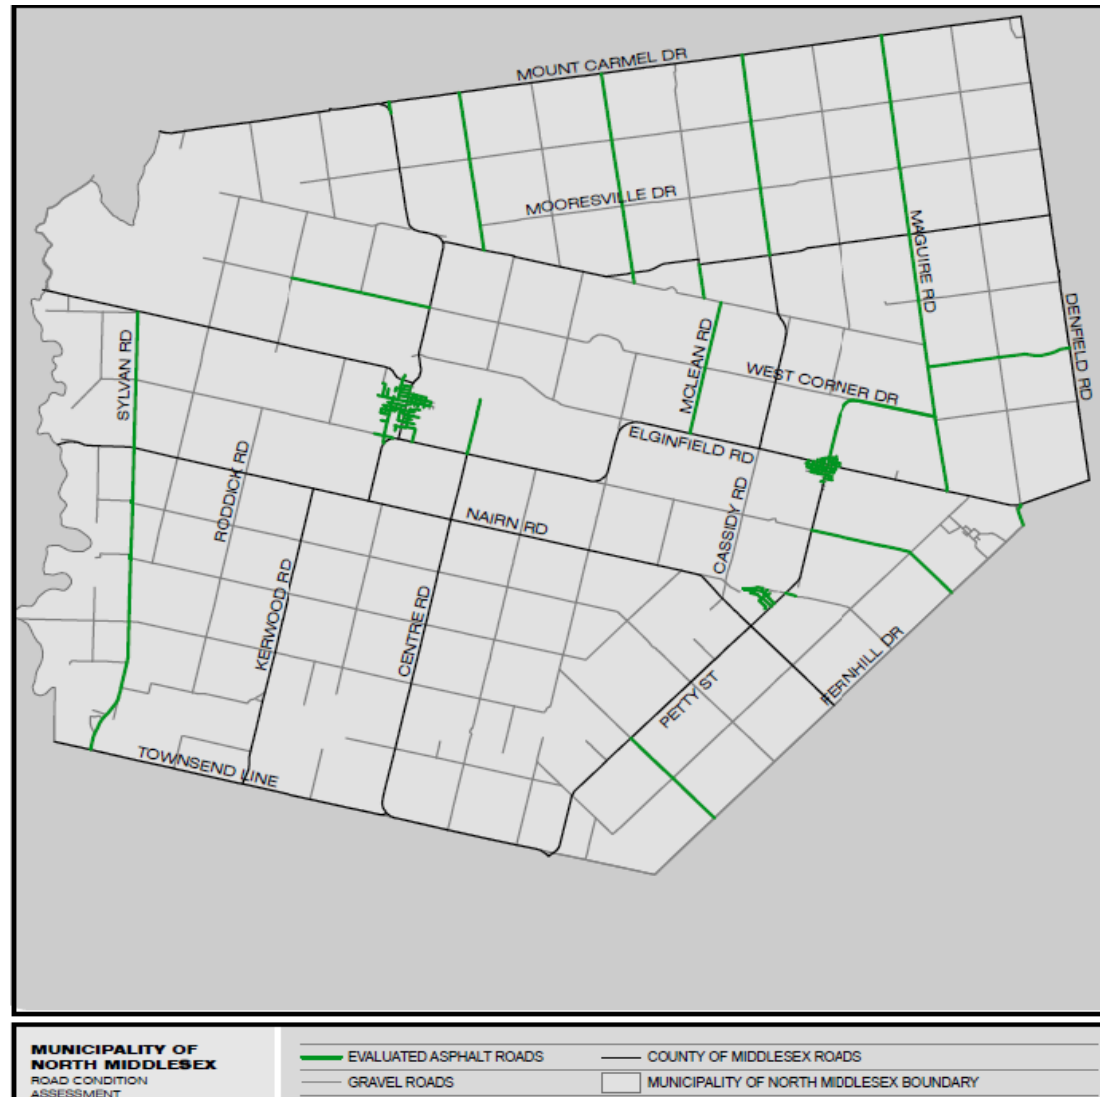 MOUNT CARMEL DR
MOORESVILLE DR
MAGUIRE RD
DENFIELD RD
SYLVAN RD
MCLEAN RD
WEST CORNER DR
ELGINFIELD RD
RODDICK RD
NAIRN RD
CASSIDY RD
KERWOOD RD
CENTRE RD
FERNHILL DR
PETTY ST
TOWNSEND LINE
MUNICIPALITY OF
NORTH MIDDLESEX
ROAD CONDITION
ASSESSMENT
EVALUATED ASPHALT ROADS
COUNTY OF MIDDLESEX ROADS
GRAVEL ROADS
MUNICIPALITY OF NORTH MIDDLESEX BOUNDARY